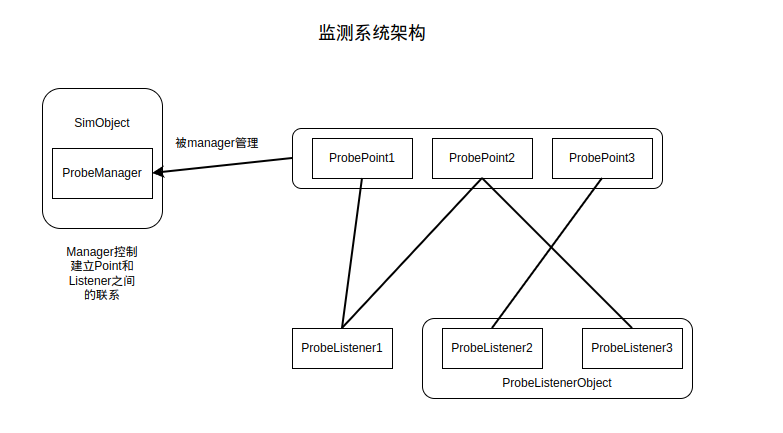 监测系统架构
SimObject
被manager管理
ProbePoint1
ProbePoint2
ProbePoint3
ProbeManager
Manager控制
建立Point和
Listener之间
的联系
ProbeListener1
ProbeListener2
ProbeListener3
ProbeListenerObject